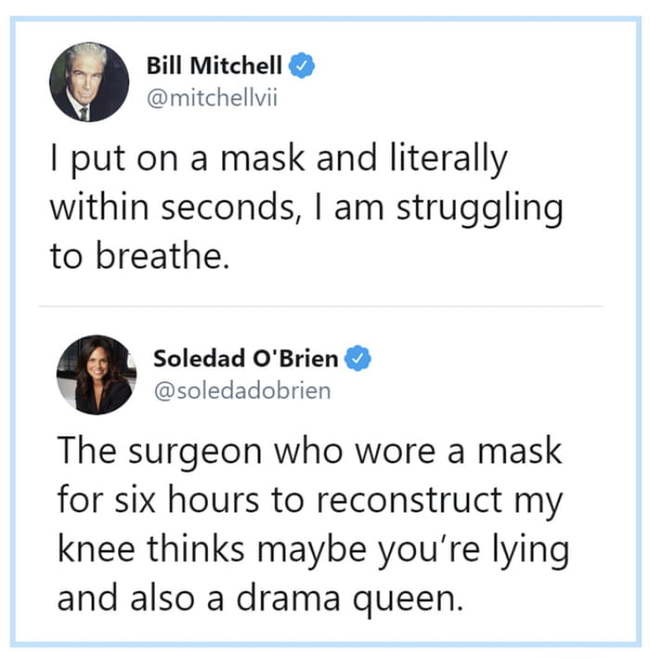 Bill Mitchell
@mitchellvii
I put on a mask and literally
within seconds, I am struggling
to breathe.
Soledad O'Brien
@soledadobrien
The surgeon who wore a mask
for six hours to reconstruct my
knee thinks maybe you’re lying
and also a drama queen.